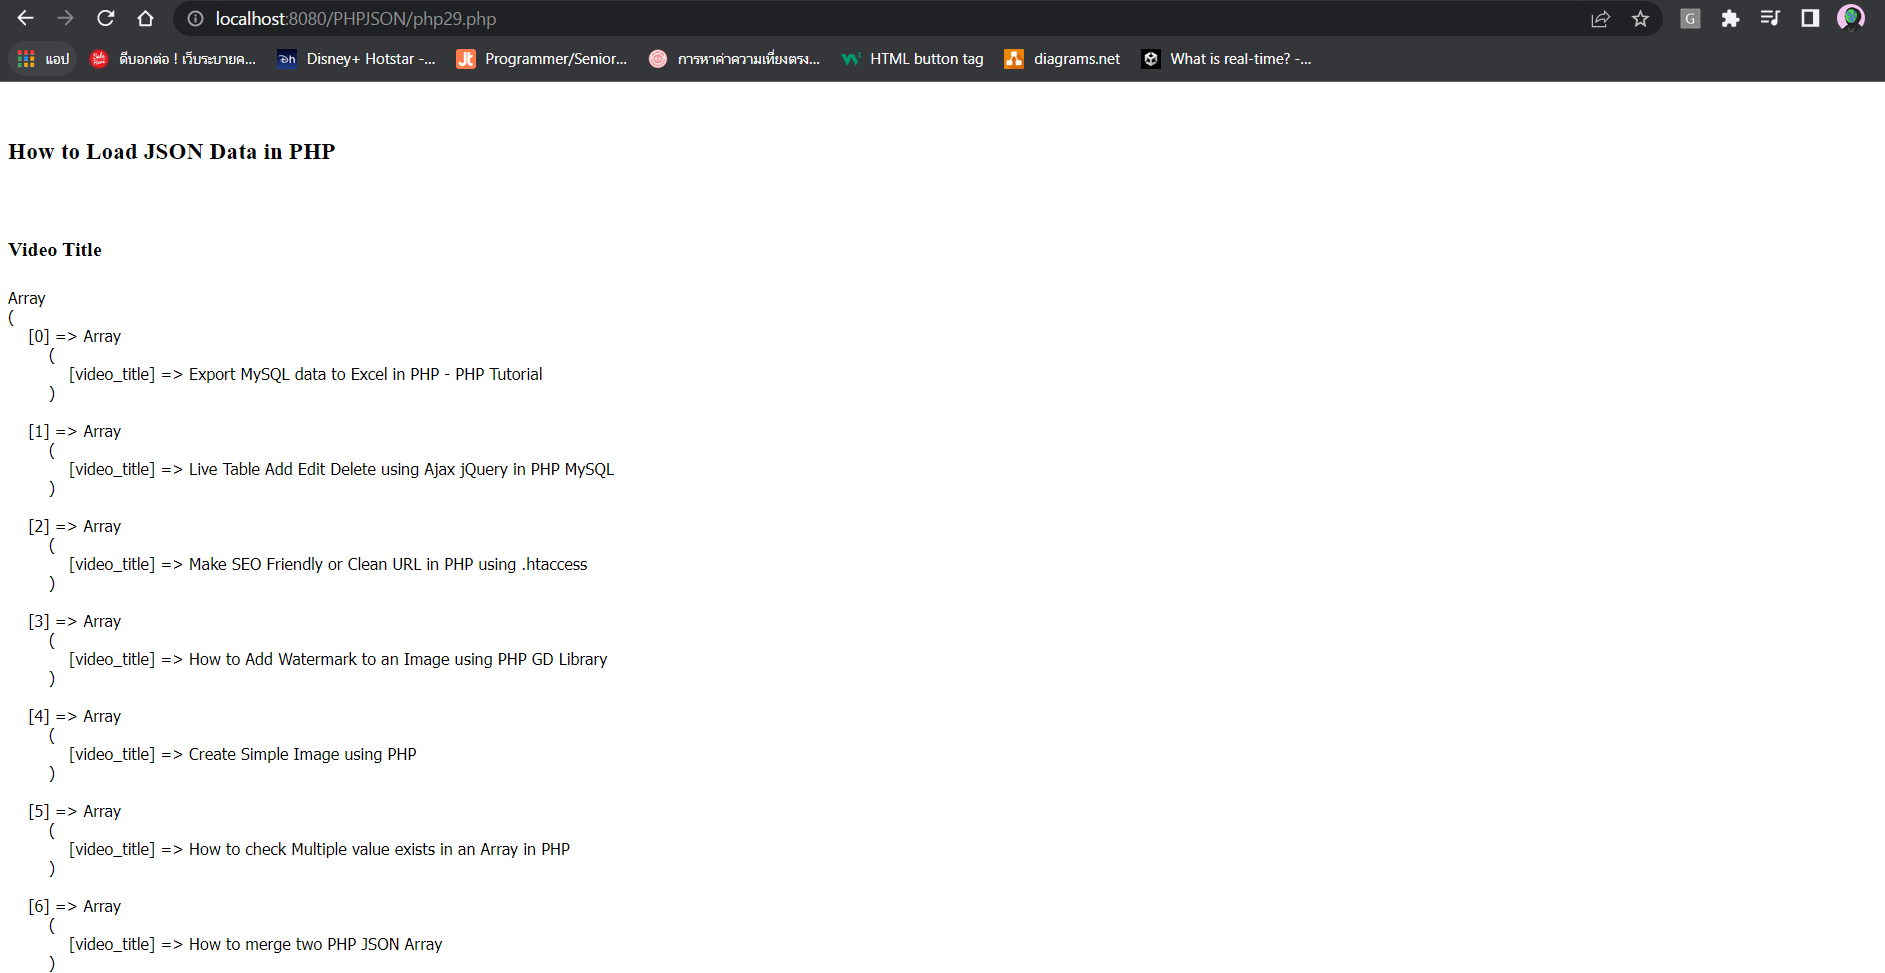 localhost:8080/PHPJSON/php29.php
G
แอป ดีบอกต่อ ! เว็บระบายค... Disney+ Hotstar -... Jt Programmer/Senior... การหาค่าความเที่ยงตรง... HTML button tag diagrams.net What is real-time? -...
How to Load JSON Data in PHP
Video Title
Array
(
[0] => Array
(
[video_title] => Export MySQL data to Excel in PHP - PHP Tutorial
)
[1] => Array
(
[video_title] => Live Table Add Edit Delete using Ajax jQuery in PHP MySQL
)
[2] => Array
(
[video_title] => Make SEO Friendly or Clean URL in PHP using .htaccess
)
[3] => Array
(
[video_title] => How to Add Watermark to an Image using PHP GD Library
)
[4] => Array
(
[video_title] => Create Simple Image using PHP
)
[5] => Array
(
[video_title] => How to check Multiple value exists in an Array in PHP
)
[6] => Array
(
[video_title] => How to merge two PHP JSON Array
)